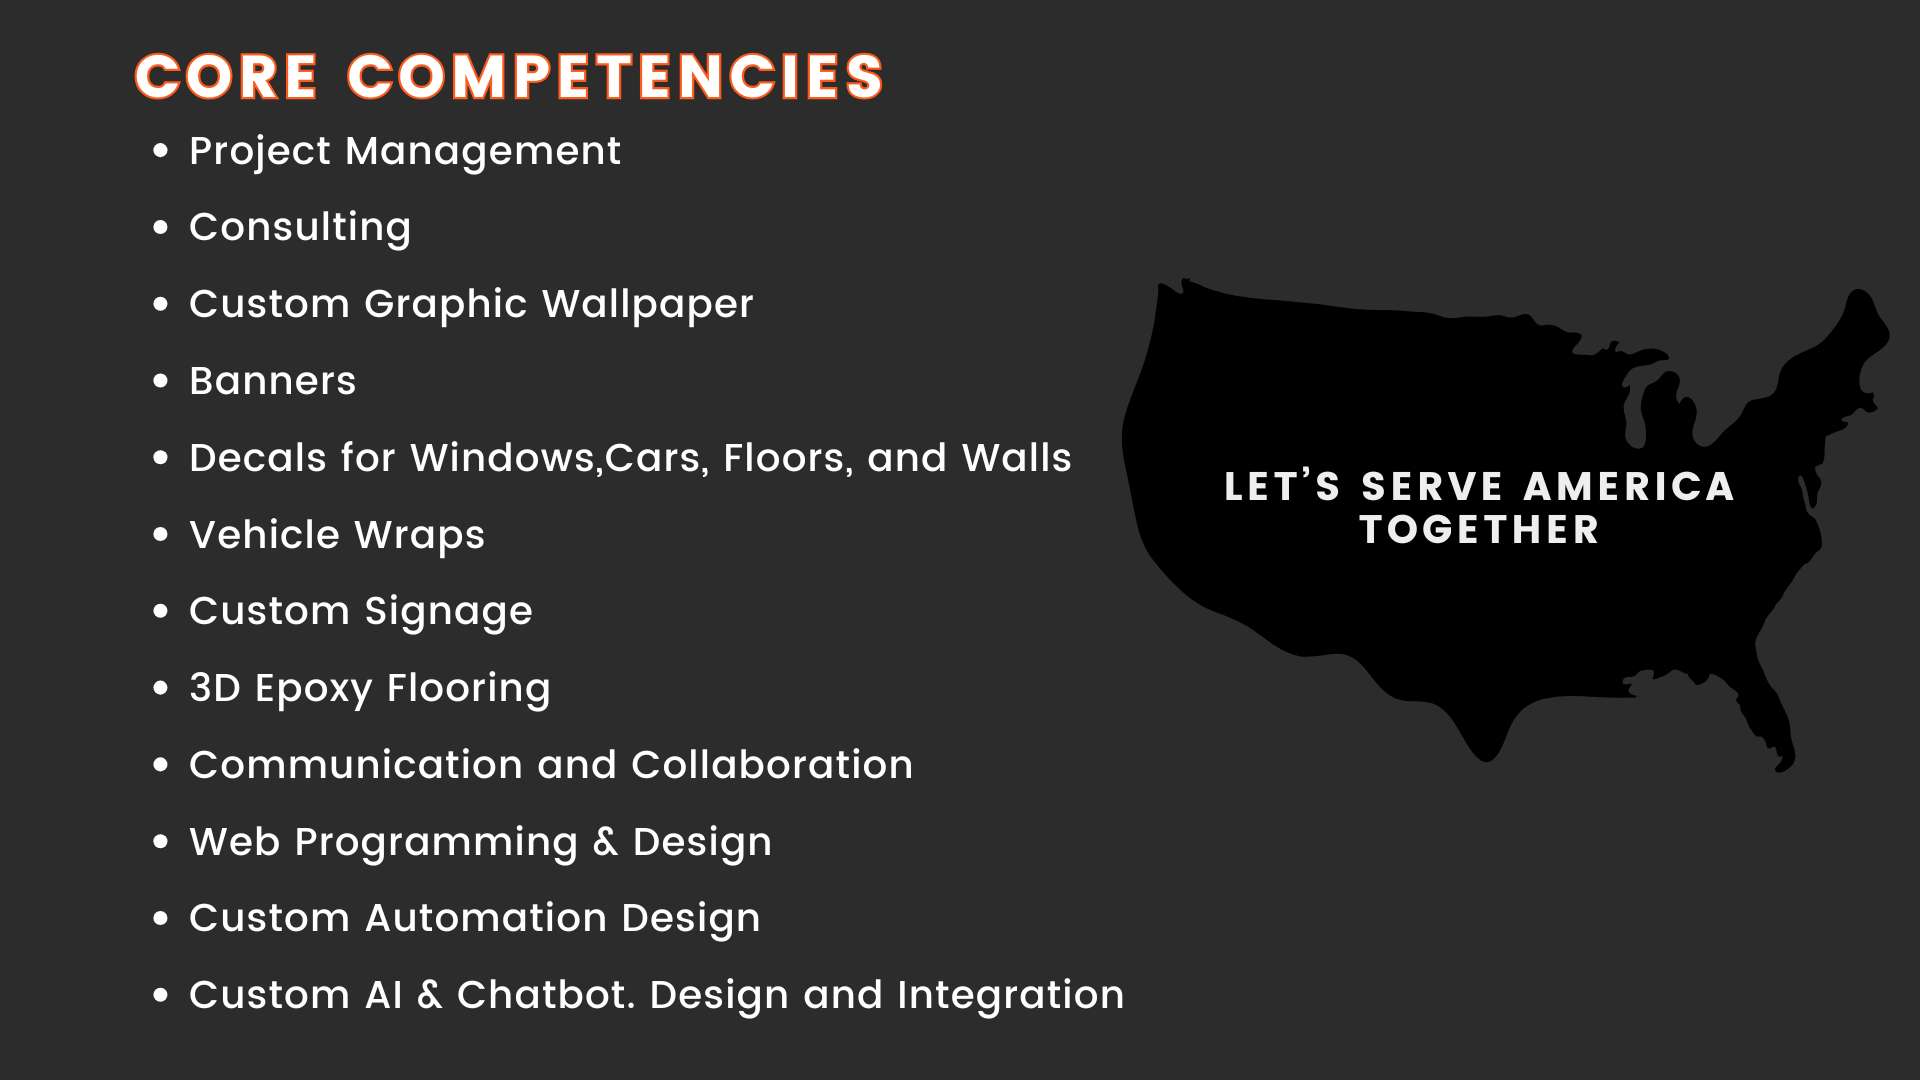 CORE COMPETENCIES
• Project Management
• Consulting
• Custom Graphic Wallpaper
• Banners
• Decals for Windows,Cars, Floors, and Walls
• Vehicle Wraps
• Custom Signage
• 3D Epoxy Flooring
• Communication and Collaboration
• Web Programming & Design
• Custom Automation Design
• Custom AI & Chatbot. Design and Integration
LET’S SERVE AMERICA
TOGETHER